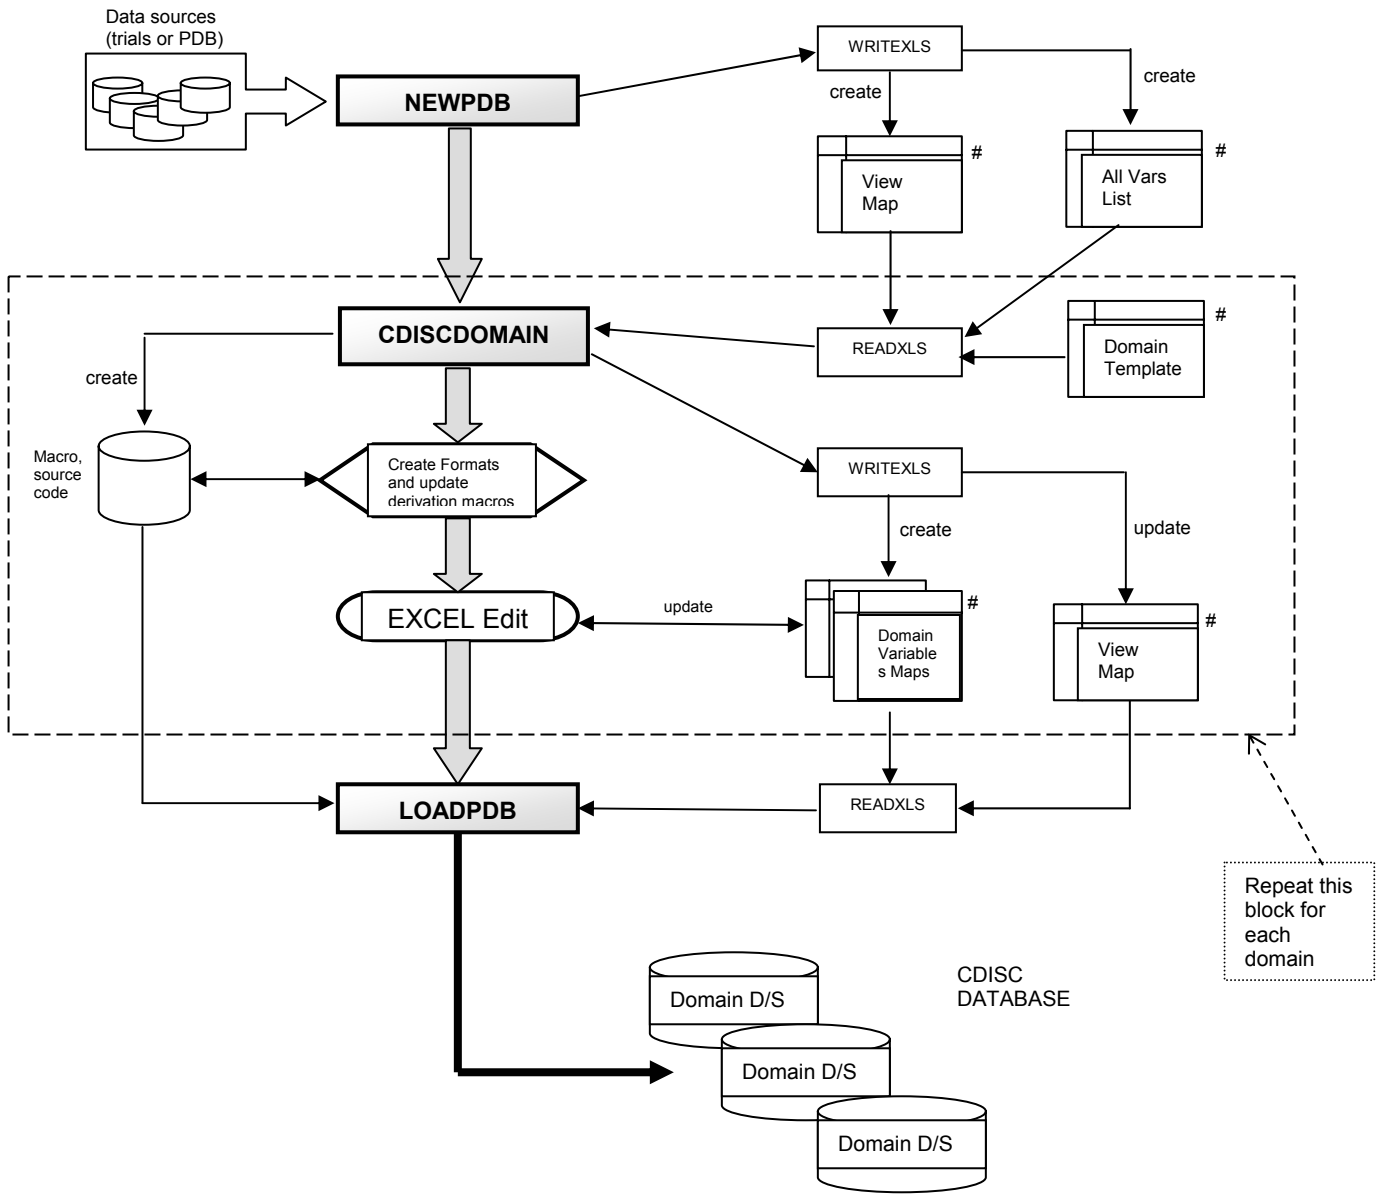 Data sources
(trials or PDB)
NEWPDB
WRITEXLS
create
create
View
Map
#
All Vars
List
#
CDISCDOMAIN
READXLS
Domain
Template
#
create
Macro,
source
code
Create Formats
and update
derivation macros
WRITEXLS
create
update
EXCEL Edit
update
Domain
Variable
s Maps
#
View
Map
#
LOADPDB
READXLS
Repeat this
block for
each
domain
CDISC
DATABASE
Domain D/S
Domain D/S
Domain D/S